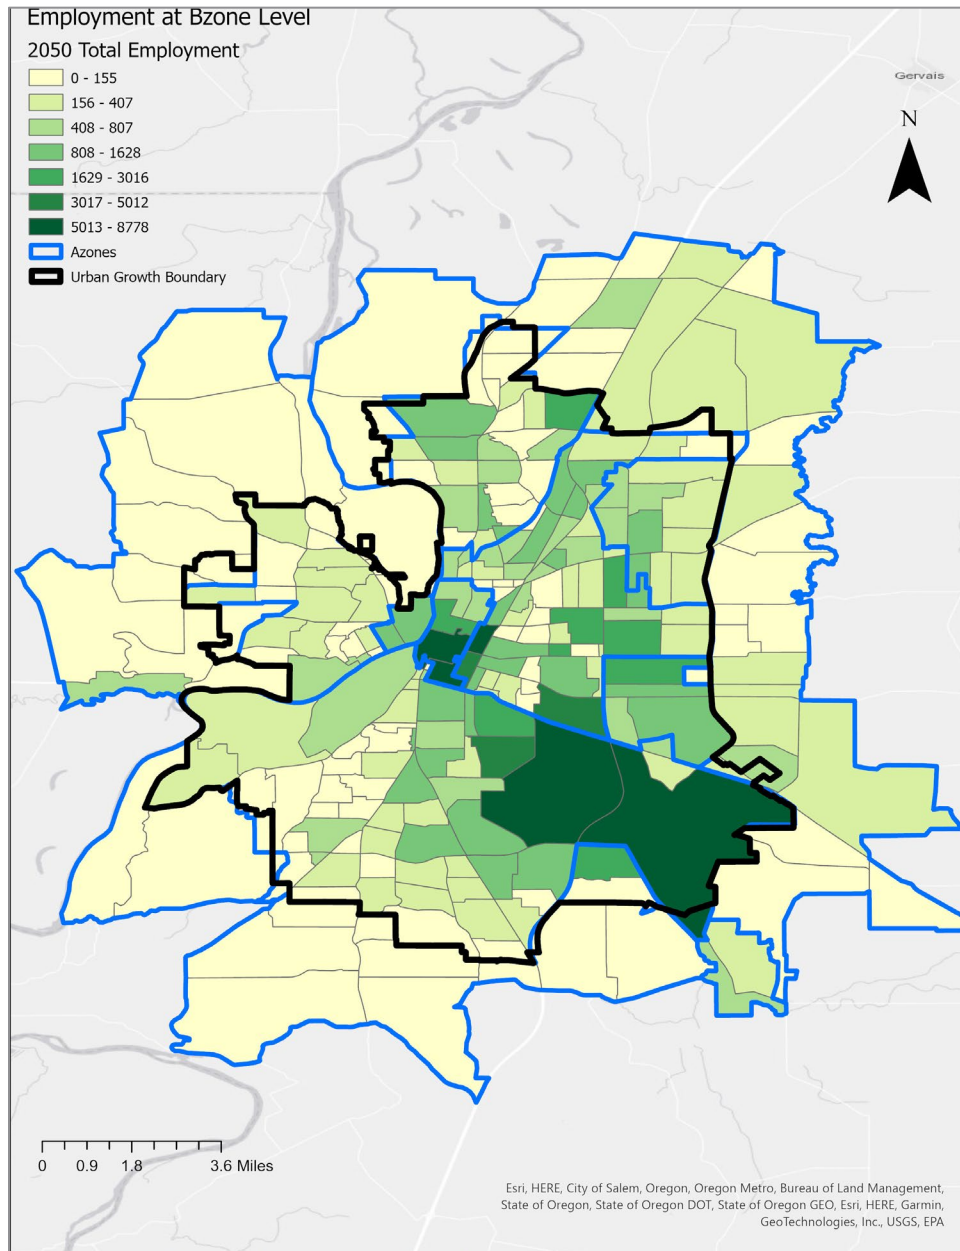 Employment at Bzone Level
2050 Total Employment
0 - 155
156 - 407
408 - 807
808 - 1628
1629 - 3016
3017 - 5012
5013 - 8778
Azones
Urban Growth Boundary
Gervais
N
0 0.9 1.8 3.6 Miles
Esri, HERE, City of Salem, Oregon, Oregon Metro, Bureau of Land Management,
State of Oregon, State of Oregon DOT, State of Oregon GEO, Esri, HERE, Garmin,
GeoTechnologies, Inc., USGS, EPA